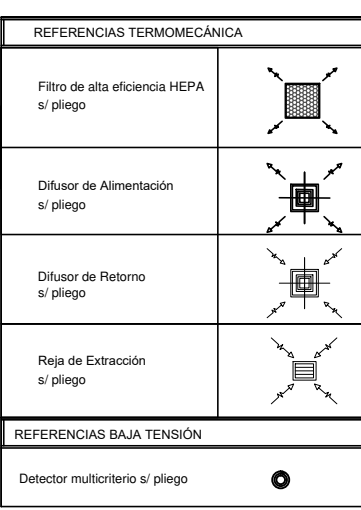 REFERENCIAS TERMOMECÁNICA
Filtro de alta eficiencia HEPA
s/ pliego
Difusor de Alimentación
s/ pliego
Difusor de Retorno
s/ pliego
Reja de Extracción
s/ pliego
REFERENCIAS BAJA TENSIÓN
Detector multicriterio s/ pliego